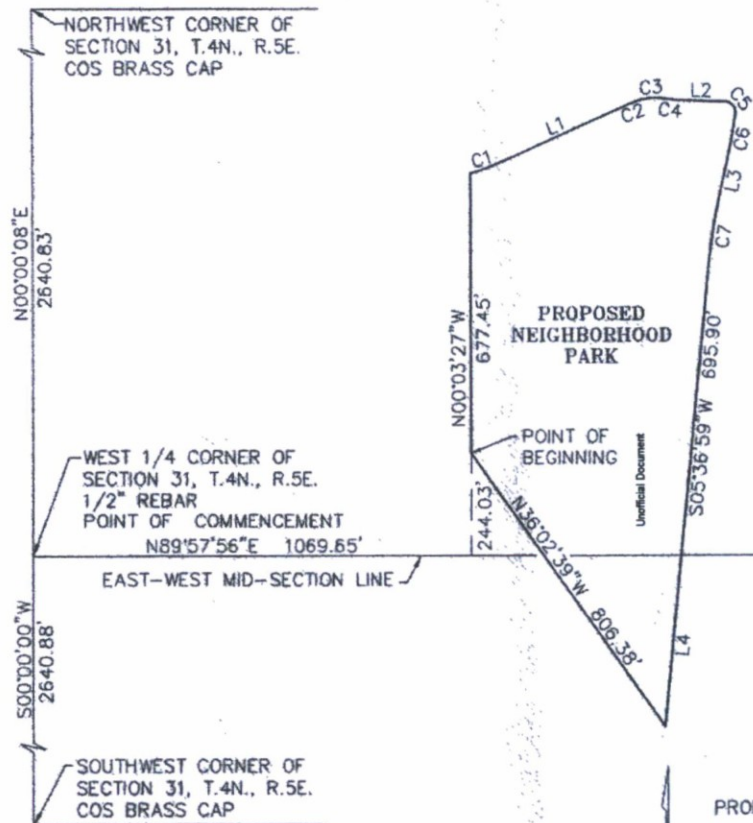 NORTHWEST CORNER OF
SECTION 31, T.4N., R.5E.
COS BRASS CAP
N00°00'08"E
2640.83'
C1
L1
C2
C3
C4
L2
C5
C6
L3
C7
N00°03'27"W
677.45'
PROPOSED
NEIGHBORHOOD
PARK
S05°36'59"W 695.90'
POINT OF
BEGINNING
Unofficial Document
WEST 1/4 CORNER OF
SECTION 31, T.4N., R.5E.
1/2" REBAR
POINT OF COMMENCEMENT
N89°57'56"E 1069.65'
244.03'
N36°02'39"W 806.38'
EAST-WEST MID-SECTION LINE
L4
S00°00'00"W
2640.88'
SOUTHWEST CORNER OF
SECTION 31, T.4N., R.5E.
COS BRASS CAP